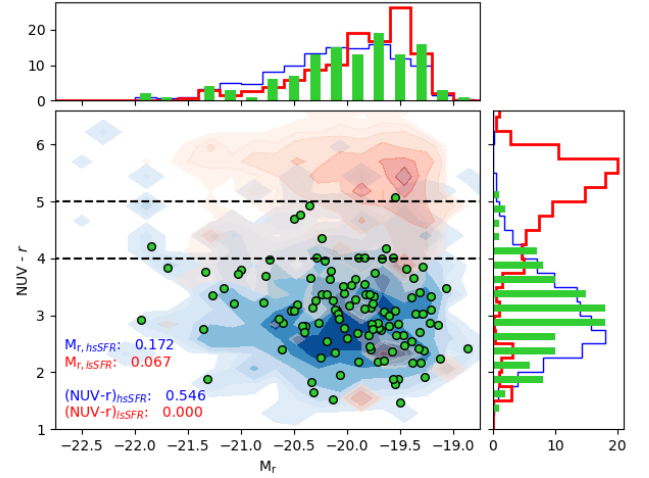 20
10
0
6
5
4
3
2
1
NUV - r
M_r,hsSFR: 0.172
M_r,lsSFR: 0.067
(NUV-r)_hsSFR: 0.546
(NUV-r)_lsSFR: 0.000
−22.5 −22.0 −21.5 −21.0 −20.5 −20.0 −19.5 −19.0
M_r
0 10 20